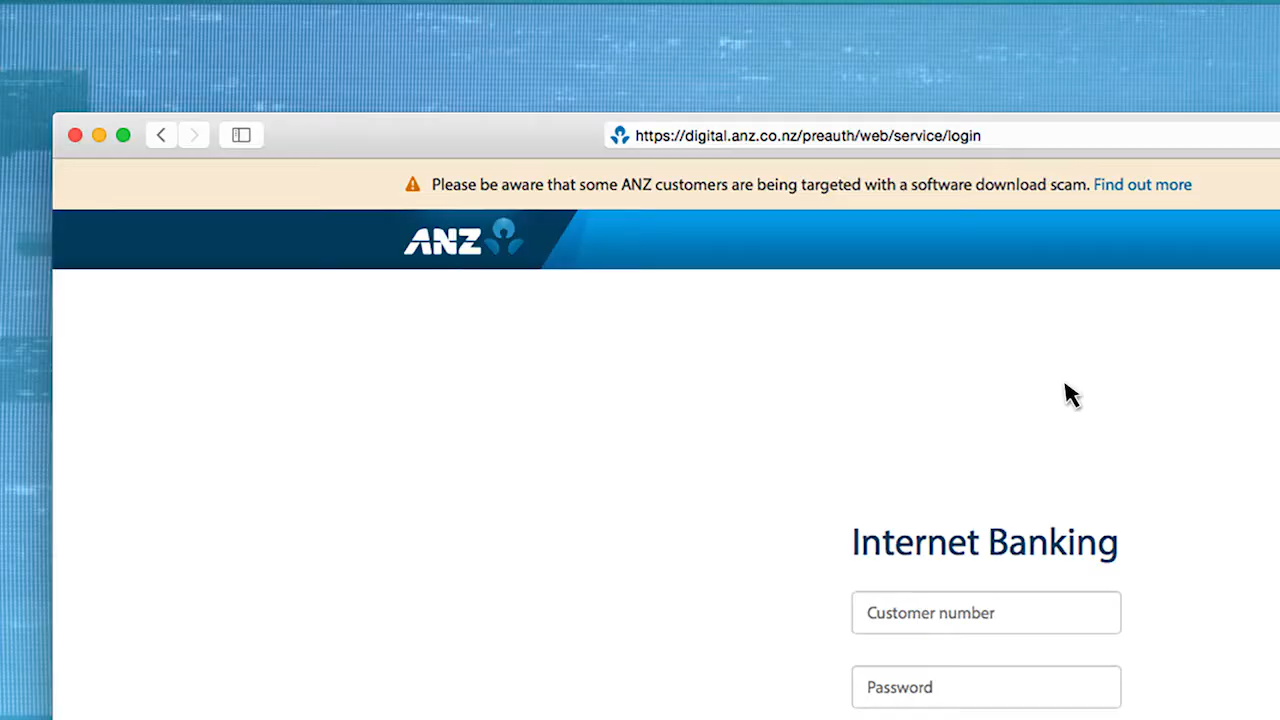 https://digital.anz.co.nz/preauth/web/service/login
Please be aware that some ANZ customers are being targeted with a software download scam. Find out more
ANZ
Internet Banking
Customer number
Password